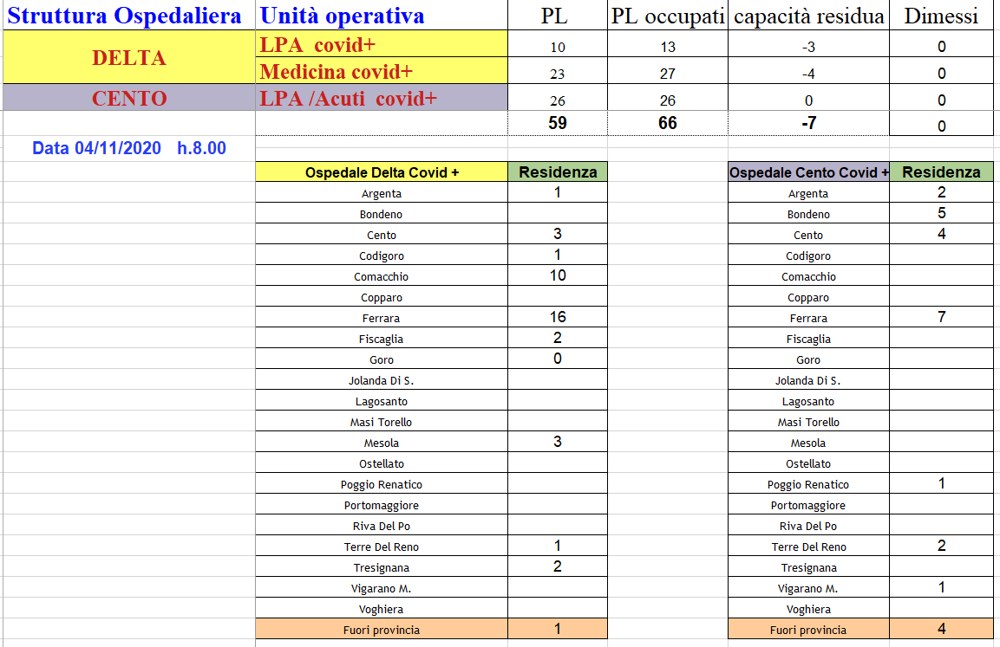 Struttura Ospedaliera Unità operativa PL PL occupati capacità residua Dimessi
DELTA LPA covid+ 10 13 -3 0
Medicina covid+ 23 27 -4 0
CENTO LPA /Acuti covid+ 26 26 0 0
59 66 -7 0
Data 04/11/2020 h.8.00
Ospedale Delta Covid + Residenza Ospedale Cento Covid + Residenza
Argenta 1 Argenta 2
Bondeno Bondeno 5
Cento 3 Cento 4
Codigoro 1 Codigoro
Comacchio 10 Comacchio
Copparo Copparo
Ferrara 16 Ferrara 7
Fiscaglia 2 Fiscaglia
Goro 0 Goro
Jolanda Di S. Jolanda Di S.
Lagosanto Lagosanto
Masi Torello Masi Torello
Mesola 3 Mesola
Ostellato Ostellato
Poggio Renatico Poggio Renatico 1
Portomaggiore Portomaggiore
Riva Del Po Riva Del Po
Terre Del Reno 1 Terre Del Reno 2
Tresignana 2 Tresignana
Vigarano M. Vigarano M. 1
Voghiera Voghiera
Fuori provincia 1 Fuori provincia 4